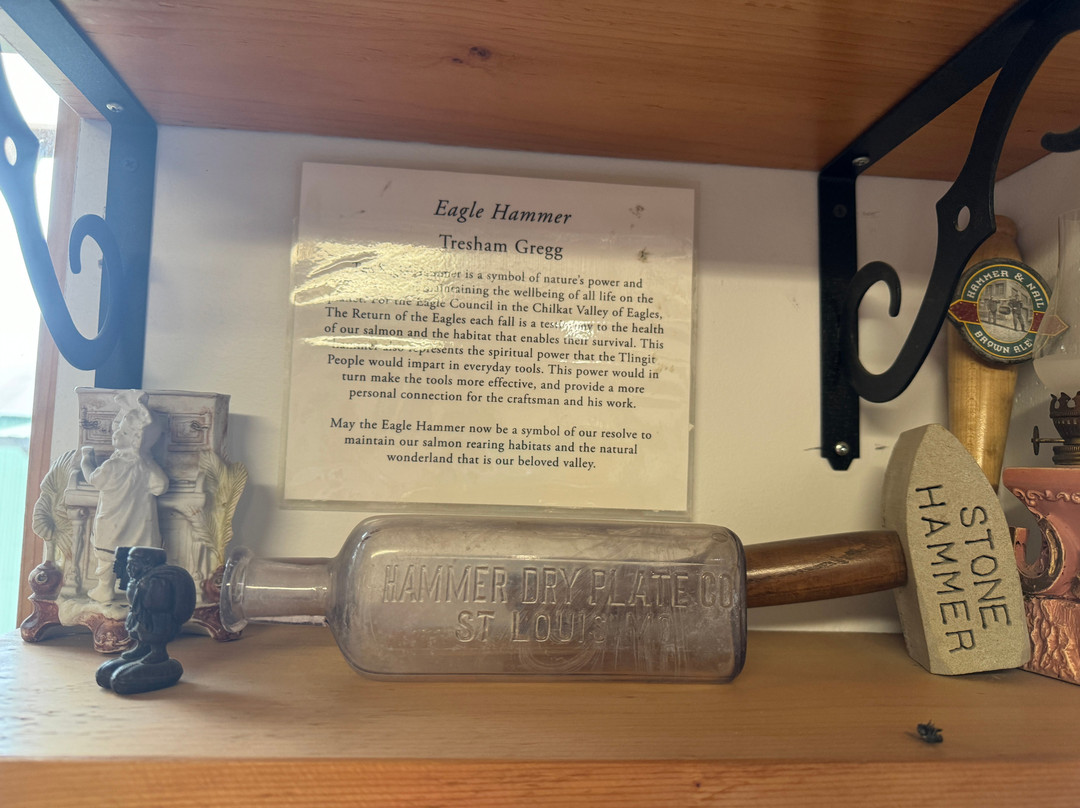 Eagle Hammer
Tresham Gregg
Hammer is a symbol of nature's power and
maintaining the wellbeing of all life on the
For the Eagle Council in the Chilkat Valley of Eagles,
The Return of the Eagles each fall is a testimony to the health
of our salmon and the habitat that enables their survival. This
hammer also represents the spiritual power that the Tlingit
People would impart in everyday tools. This power would in
turn make the tools more effective, and provide a more
personal connection for the craftsman and his work.
May the Eagle Hammer now be a symbol of our resolve to
maintain our salmon rearing habitats and the natural
wonderland that is our beloved valley.
HAMMER & NAIL
BROWN ALE
HAMMER DRY PLATE CO
ST LOUIS MO
STONE
HAMMER